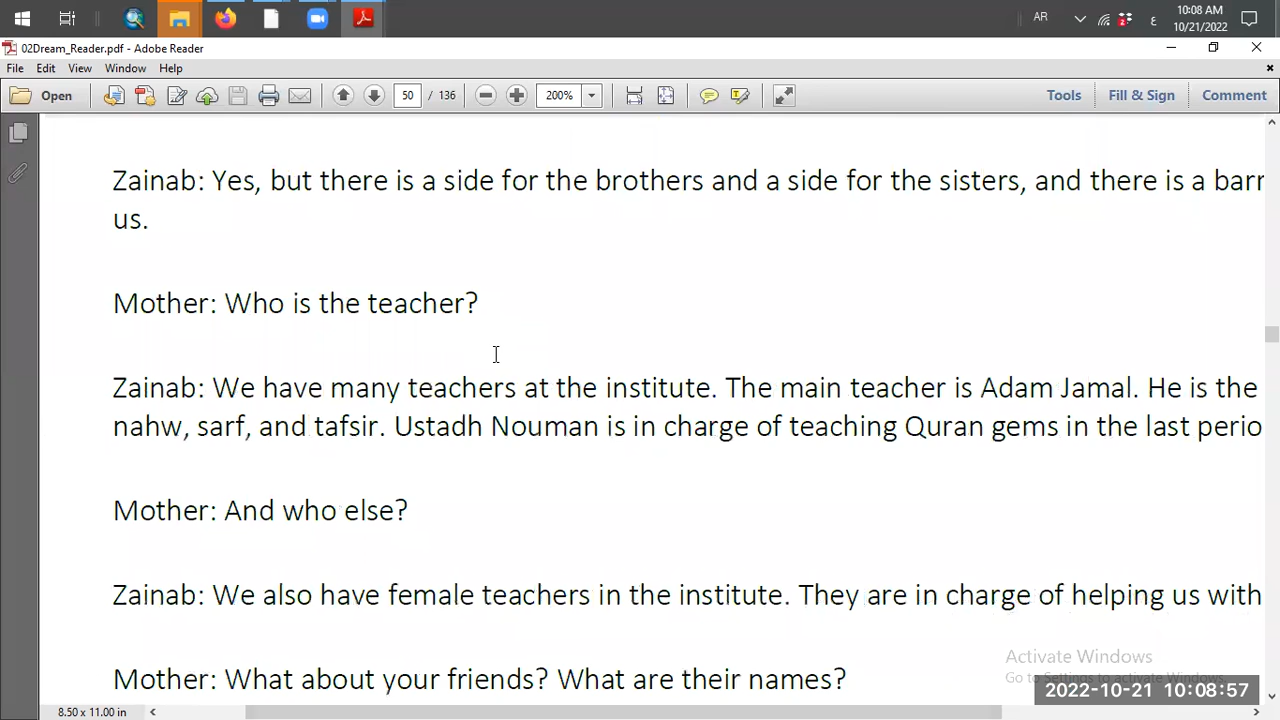 10:08 AM
AR
ع
10/21/2022
02Dream_Reader.pdf - Adobe Reader
File Edit View Window Help
Open 50 / 136 200% Tools Fill & Sign Comment
Zainab: Yes, but there is a side for the brothers and a side for the sisters, and there is a barr
us.
Mother: Who is the teacher?
Zainab: We have many teachers at the institute. The main teacher is Adam Jamal. He is the
nahw, sarf, and tafsir. Ustadh Nouman is in charge of teaching Quran gems in the last perio
Mother: And who else?
Zainab: We also have female teachers in the institute. They are in charge of helping us with
Activate Windows
Go to Settings to activate Windows.
Mother: What about your friends? What are their names?
2022-10-21 10:08:57
8.50 x 11.00 in